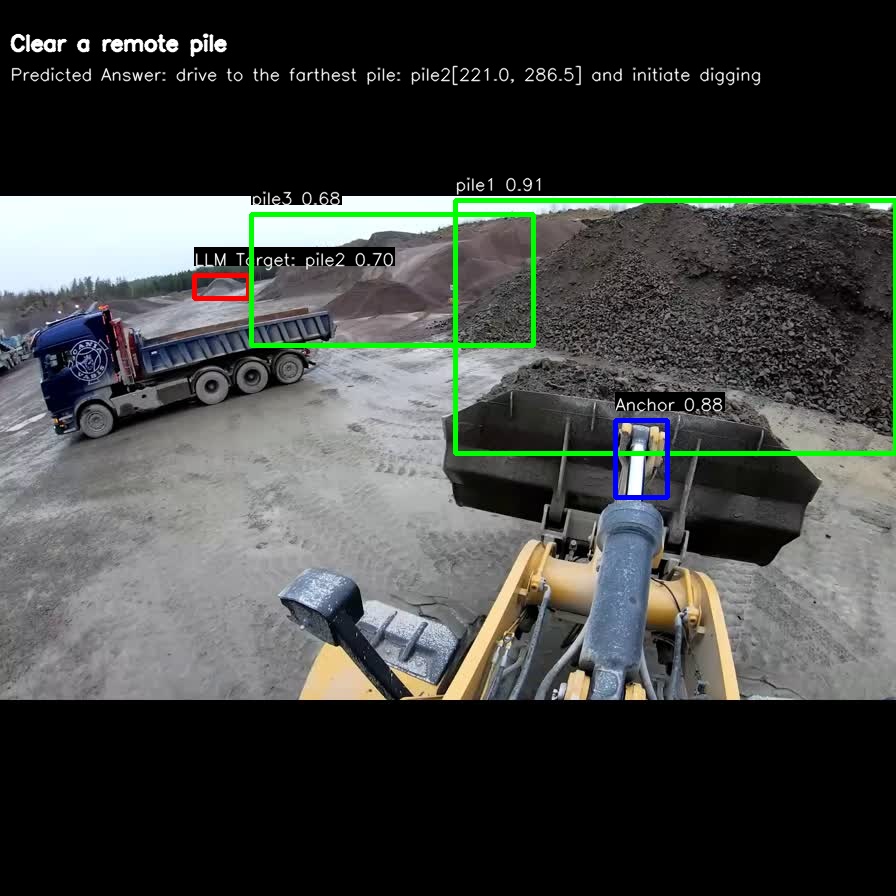 Clear a remote pile
Predicted Answer: drive to the farthest pile: pile2[221.0, 286.5] and initiate digging
pile1 0.91
pile3 0.68
LLM Target: pile2 0.70
Anchor 0.88